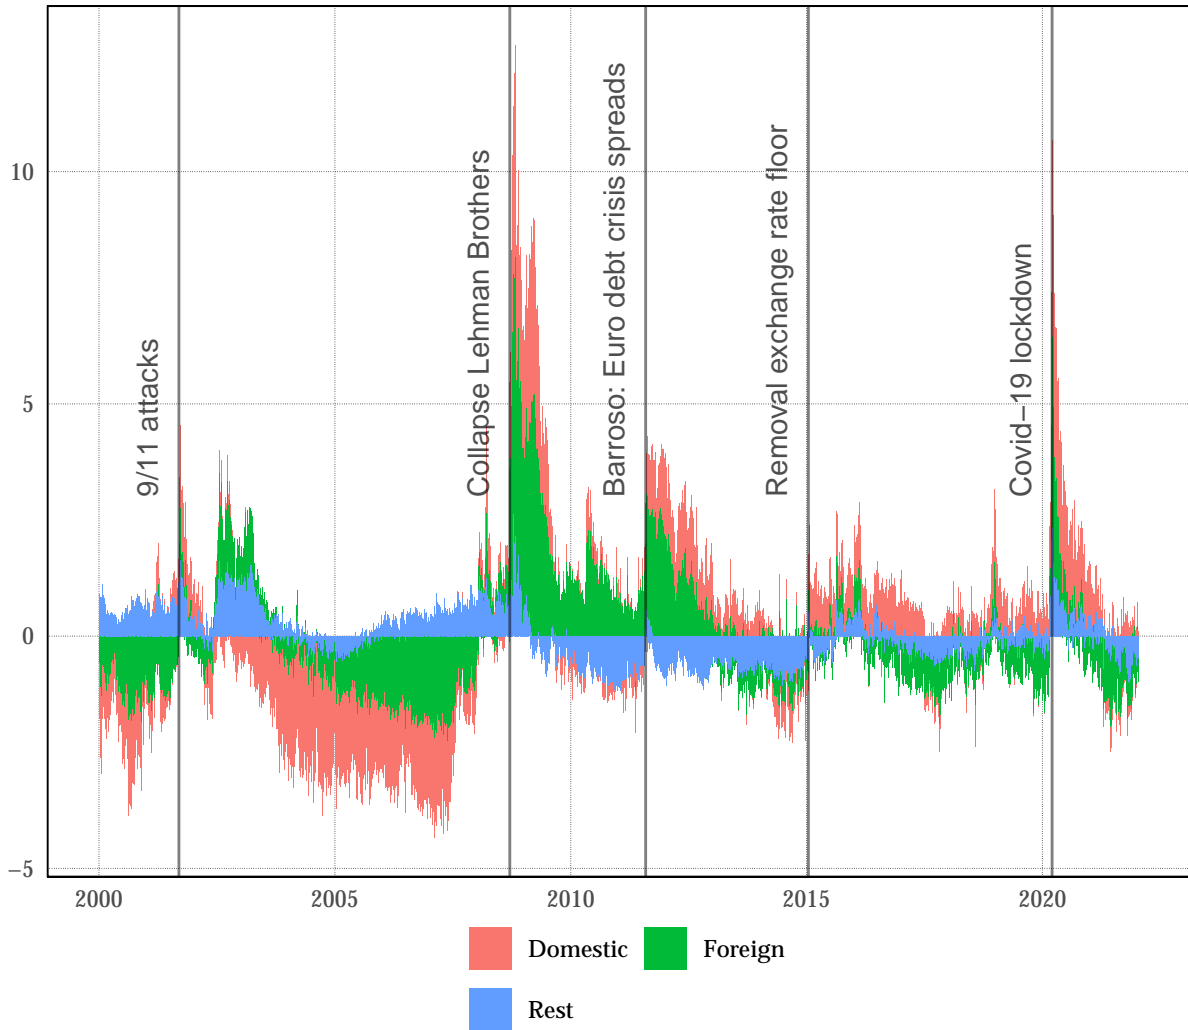 10
5
0
−5
9/11 attacks
Collapse Lehman Brothers
Barroso: Euro debt crisis spreads
Removal exchange rate floor
Covid−19 lockdown
2000 2005 2010 2015 2020
Domestic Foreign
Rest